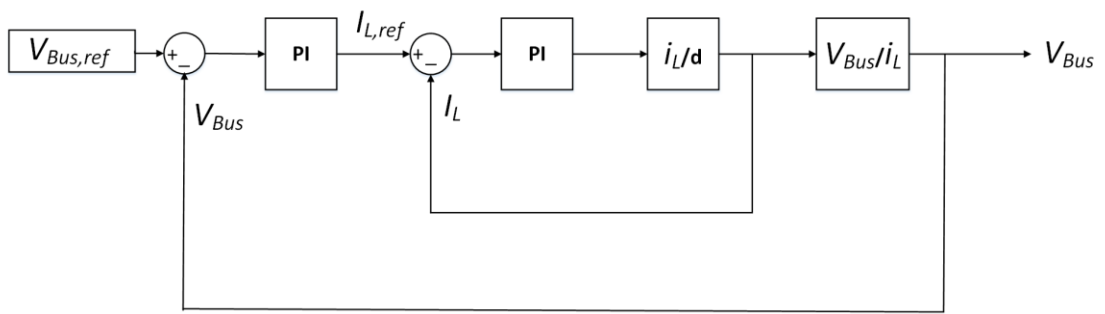 V_Bus,ref
+
−
PI
I_L,ref
+
−
PI
i_L/d
V_Bus/i_L
V_Bus
V_Bus
I_L